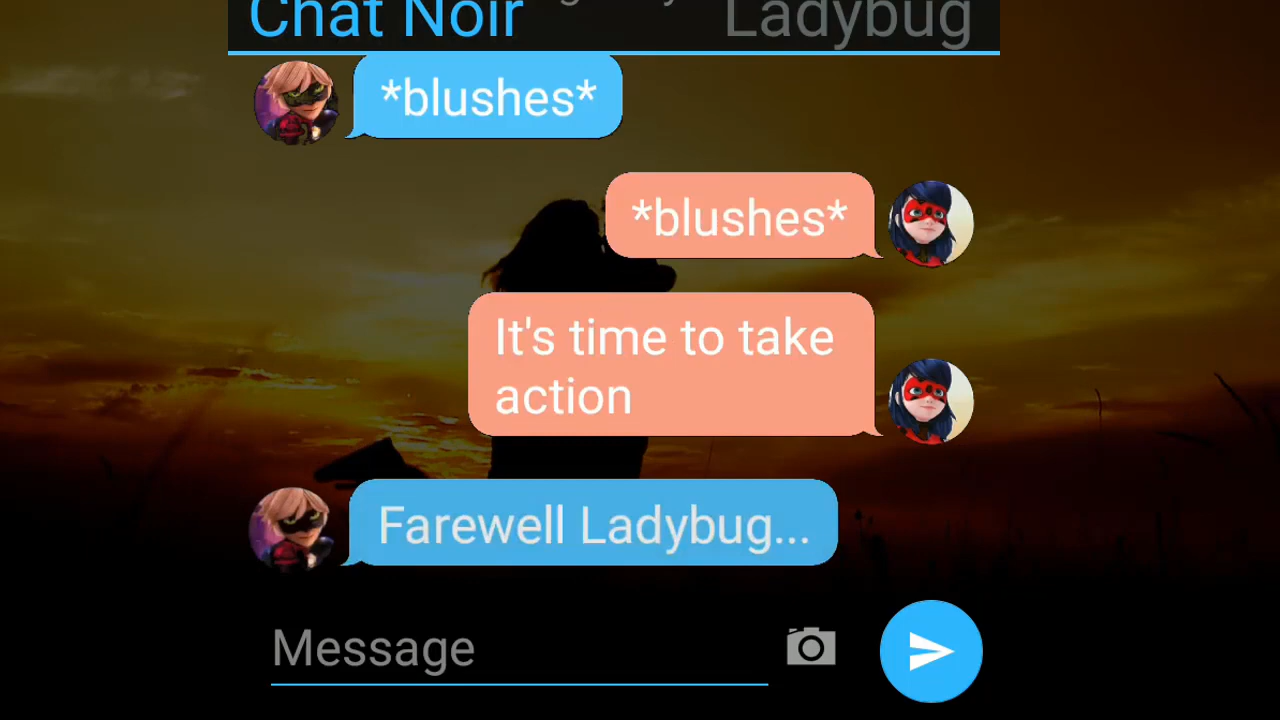 Chat Noir
Ladybug
*blushes*
*blushes*
It's time to take
action
Farewell Ladybug...
Message